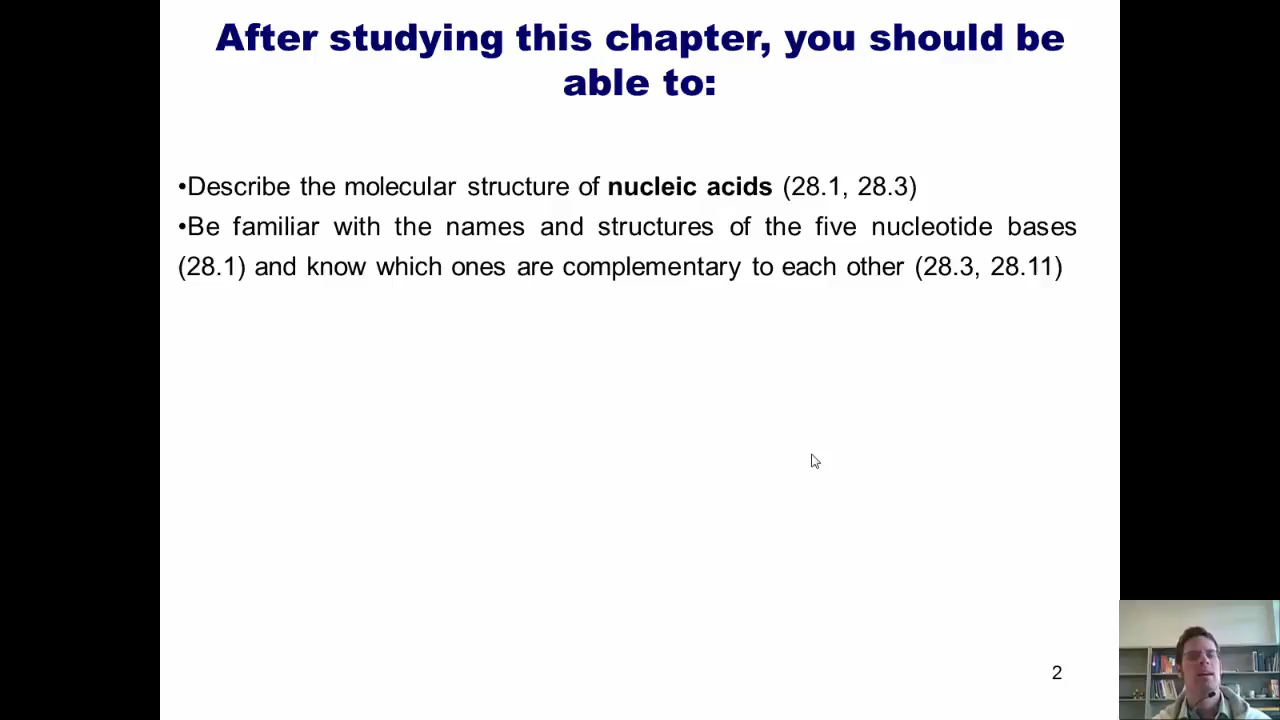 After studying this chapter, you should be
able to:
•Describe the molecular structure of nucleic acids (28.1, 28.3)
•Be familiar with the names and structures of the five nucleotide bases
(28.1) and know which ones are complementary to each other (28.3, 28.11)
2